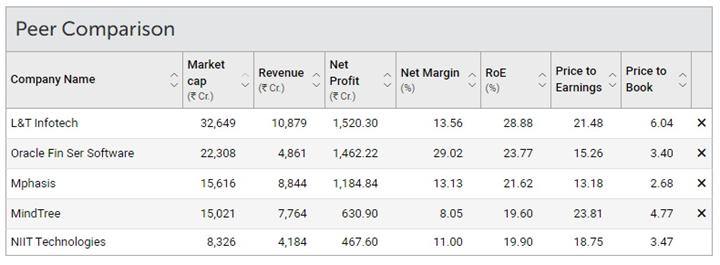 Peer Comparison
Company Name Market cap (₹ Cr.) Revenue (₹ Cr.) Net Profit (₹ Cr.) Net Margin (%) RoE (%) Price to Earnings Price to Book
L&T Infotech 32,649 10,879 1,520.30 13.56 28.88 21.48 6.04 ×
Oracle Fin Ser Software 22,308 4,861 1,462.22 29.02 23.77 15.26 3.40 ×
Mphasis 15,616 8,844 1,184.84 13.13 21.62 13.18 2.68 ×
MindTree 15,021 7,764 630.90 8.05 19.60 23.81 4.77 ×
NIIT Technologies 8,326 4,184 467.60 11.00 19.90 18.75 3.47